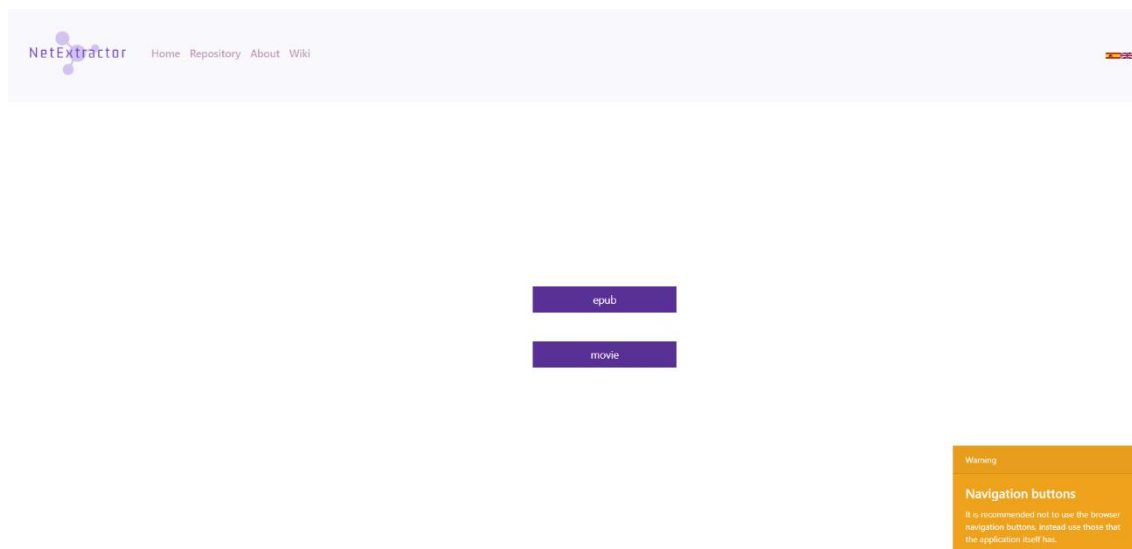 NetExtractor
Home Repository About Wiki
epub
movie
Warning
Navigation buttons
It is recommended not to use the browser
navigation buttons, instead use those that
the application itself has.